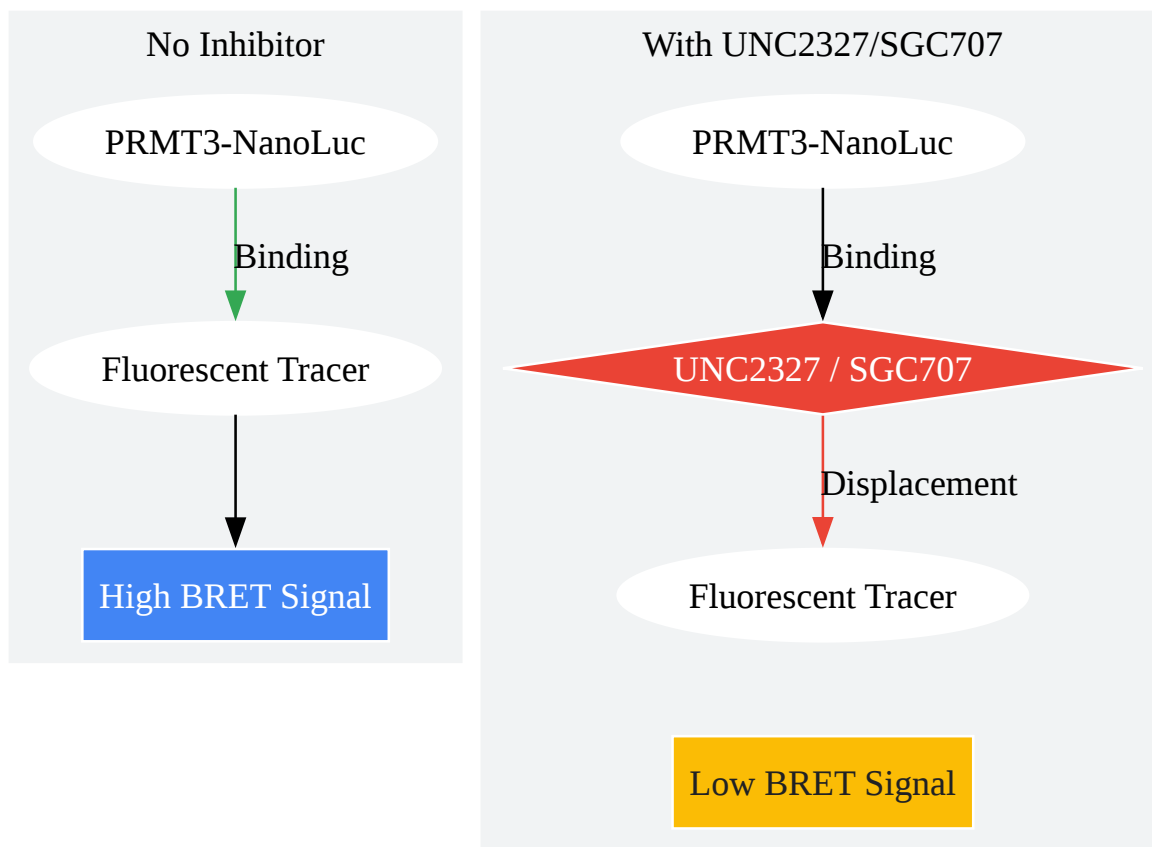 No Inhibitor
PRMT3-NanoLuc
Binding
Fluorescent Tracer
High BRET Signal
With UNC2327/SGC707
PRMT3-NanoLuc
Binding
UNC2327 / SGC707
Displacement
Fluorescent Tracer
Low BRET Signal